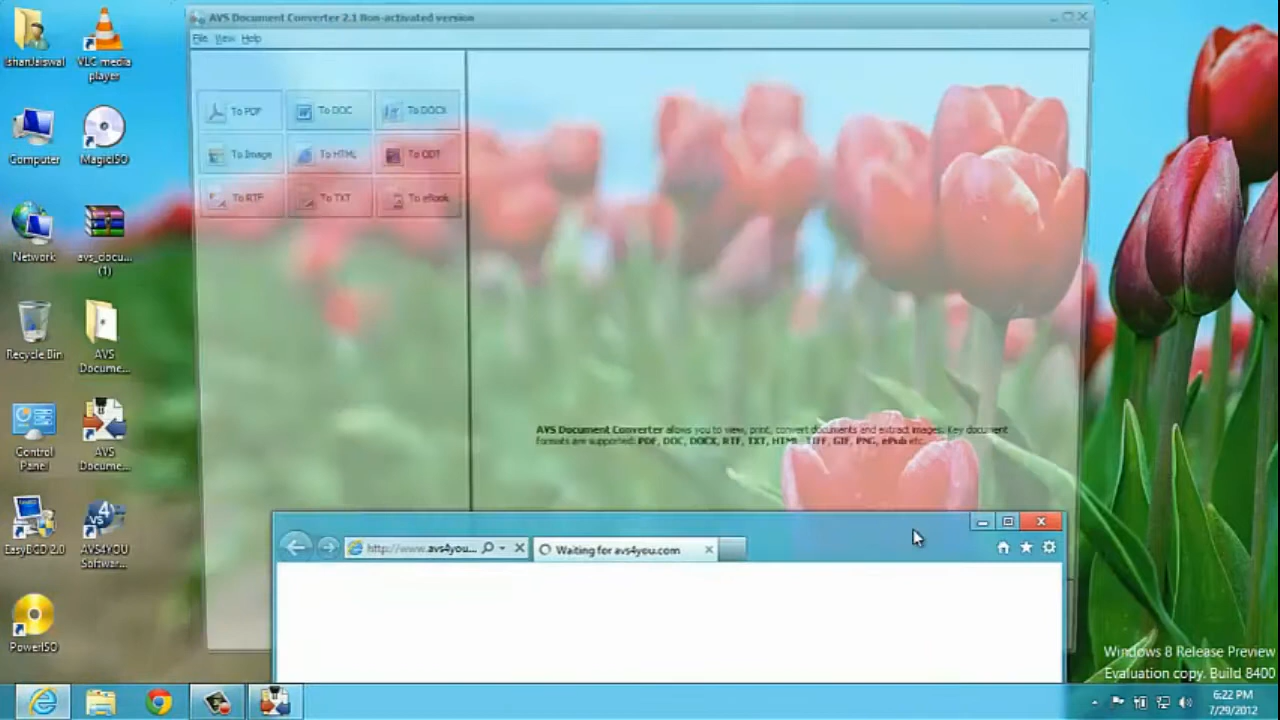 AVS Document Converter 2.1 Non-activated version
File View Help
To PDF To DOC To DOCX
To Image To HTML To ODT
To RTF To TXT To eBook
AVS Document Converter allows you to view, print, convert documents and extract images. Key document
formats are supported: PDF, DOC, DOCX, RTF, TXT, HTML, TIFF, GIF, PNG, ePub etc.
IshanJaiswal
VLC media
player
Computer
MagicISO
Network
avs_docu...
(1)
Recycle Bin
AVS
Docume...
Control
Panel
AVS
Docume...
EasyBCD 2.0
AVS4YOU
Softwar...
PowerISO
http://www.avs4you...
Waiting for avs4you.com
Windows 8 Release Preview
Evaluation copy. Build 8400
6:22 PM
7/29/2012